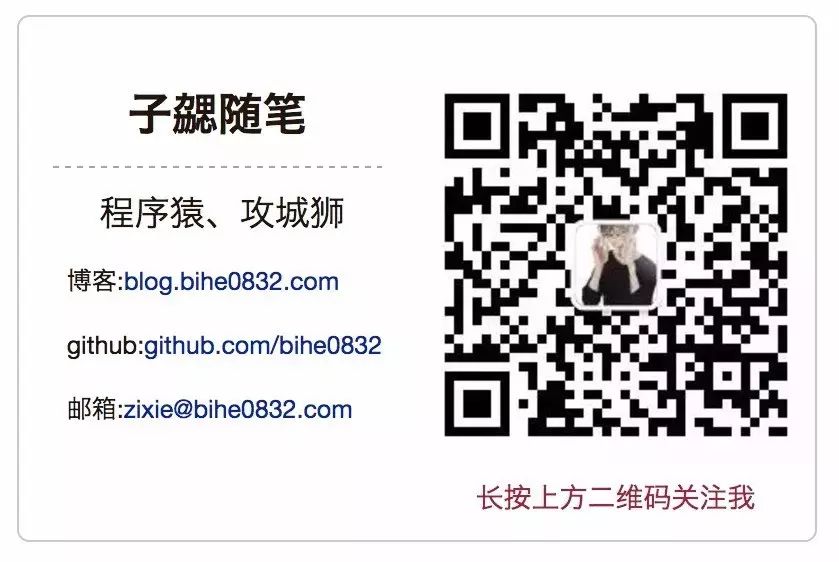 子勰随笔
程序猿、攻城狮
博客:blog.bihe0832.com
github:github.com/bihe0832
邮箱:zixie@bihe0832.com
长按上方二维码关注我